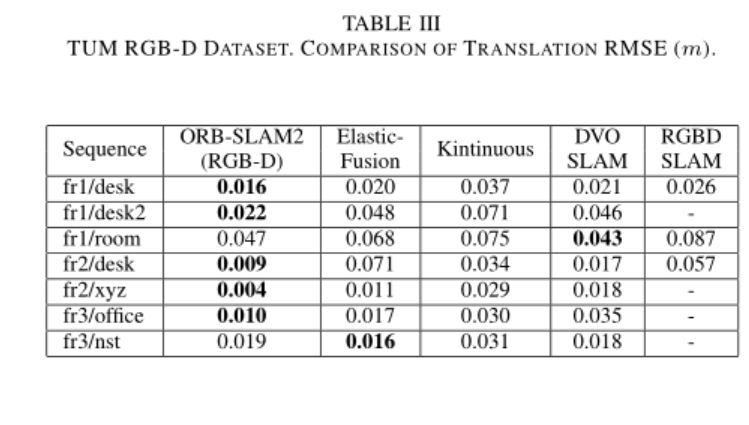 TABLE III
TUM RGB-D DATASET. COMPARISON OF TRANSLATION RMSE (m).
Sequence ORB-SLAM2 (RGB-D) Elastic-Fusion Kintinuous DVO SLAM RGBD SLAM
fr1/desk 0.016 0.020 0.037 0.021 0.026
fr1/desk2 0.022 0.048 0.071 0.046 -
fr1/room 0.047 0.068 0.075 0.043 0.087
fr2/desk 0.009 0.071 0.034 0.017 0.057
fr2/xyz 0.004 0.011 0.029 0.018 -
fr3/office 0.010 0.017 0.030 0.035 -
fr3/nst 0.019 0.016 0.031 0.018 -